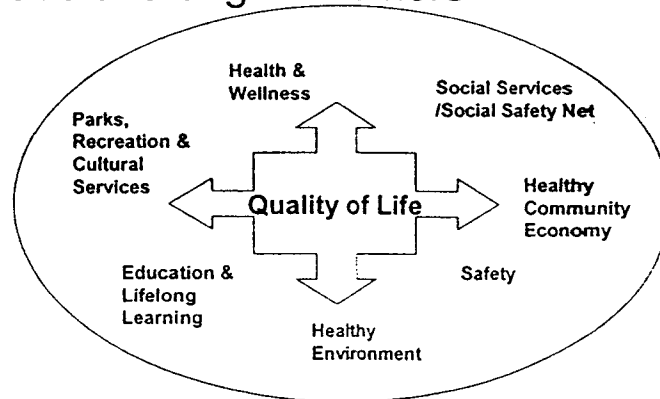 Health &
Wellness
Social Services
/Social Safety Net
Parks,
Recreation &
Cultural
Services
Quality of Life
Healthy
Community
Economy
Education &
Lifelong
Learning
Safety
Healthy
Environment